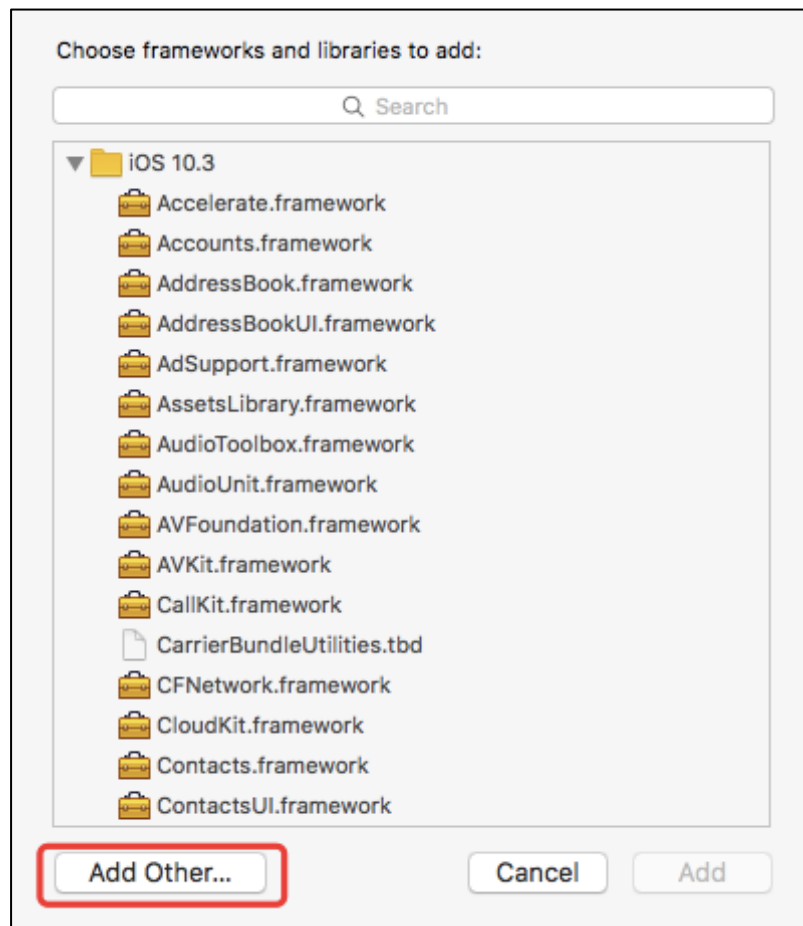 Choose frameworks and libraries to add:
Search
iOS 10.3
Accelerate.framework
Accounts.framework
AddressBook.framework
AddressBookUI.framework
AdSupport.framework
AssetsLibrary.framework
AudioToolbox.framework
AudioUnit.framework
AVFoundation.framework
AVKit.framework
CallKit.framework
CarrierBundleUtilities.tbd
CFNetwork.framework
CloudKit.framework
Contacts.framework
ContactsUI.framework
Add Other... Cancel Add